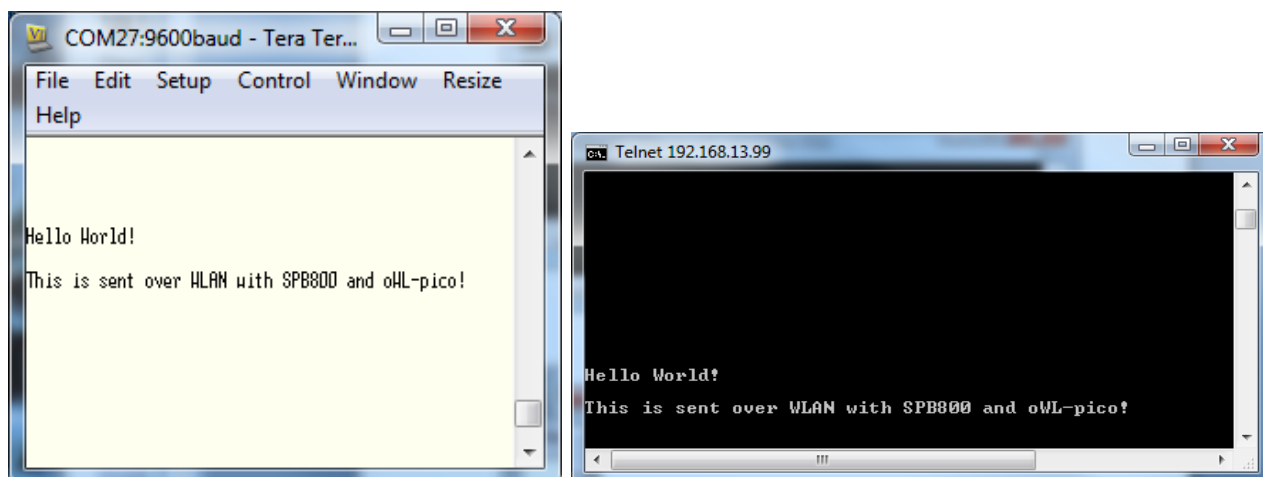 COM27:9600baud - Tera Ter...
File Edit Setup Control Window Resize
Help
Hello World!
This is sent over WLAN with SPB800 and oWL-pico!
Telnet 192.168.13.99
Hello World!
This is sent over WLAN with SPB800 and oWL-pico!